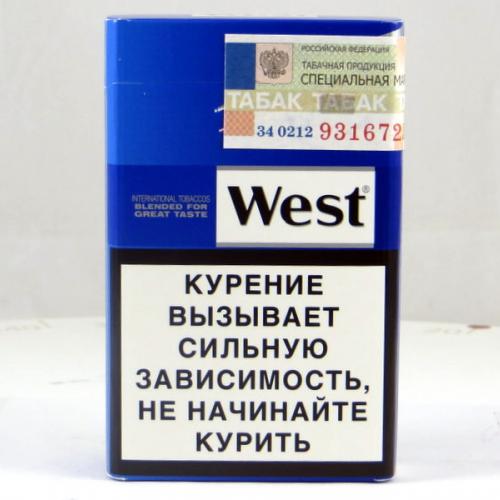 РОССИЙСКАЯ ФЕДЕРАЦИЯ
ТАБАЧНАЯ ПРОДУКЦИЯ
СПЕЦИАЛЬНАЯ МА
ТАБАК ТАБАК
34 0212 931672
INTERNATIONAL TOBACCOS
BLENDED FOR
GREAT TASTE
West®
КУРЕНИЕ
ВЫЗЫВАЕТ
СИЛЬНУЮ
ЗАВИСИМОСТЬ,
НЕ НАЧИНАЙТЕ
КУРИТЬ